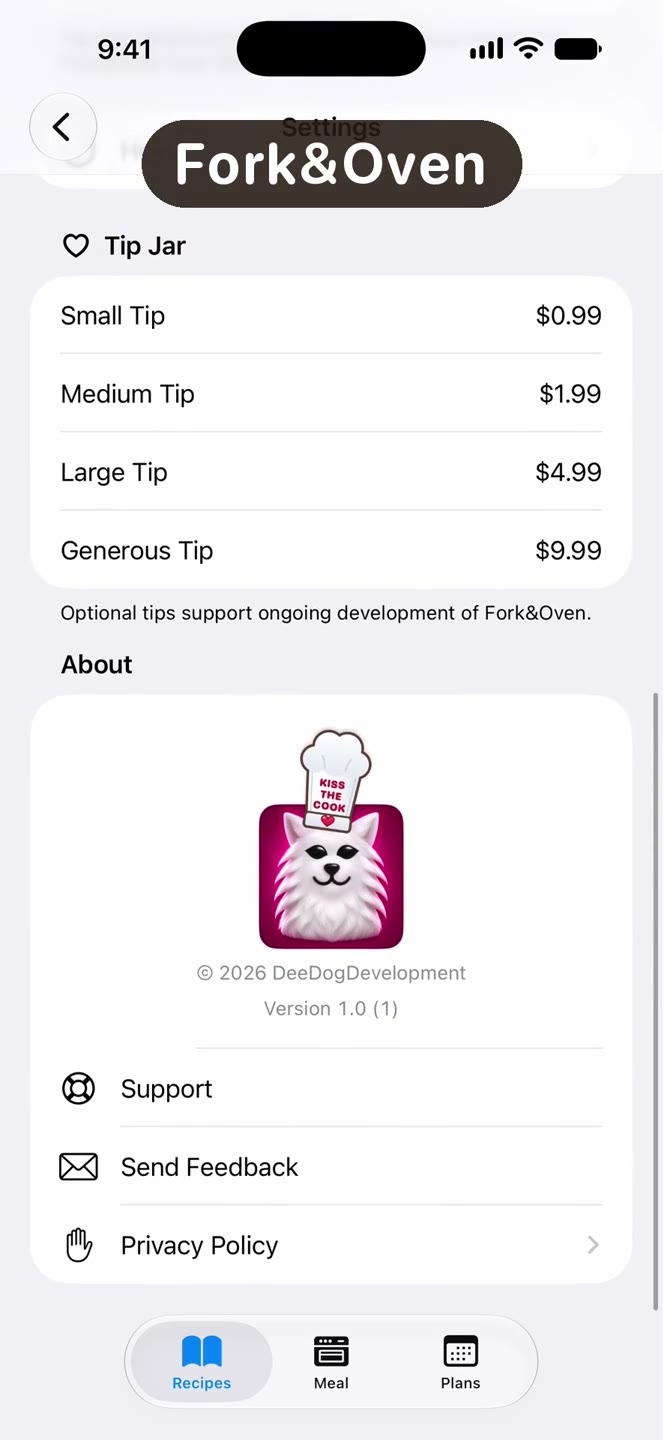 9:41
Settings
Fork&Oven
Tip Jar
Small Tip $0.99
Medium Tip $1.99
Large Tip $4.99
Generous Tip $9.99
Optional tips support ongoing development of Fork&Oven.
About
KISS
THE
COOK
© 2026 DeeDogDevelopment
Version 1.0 (1)
Support
Send Feedback
Privacy Policy
Recipes Meal Plans